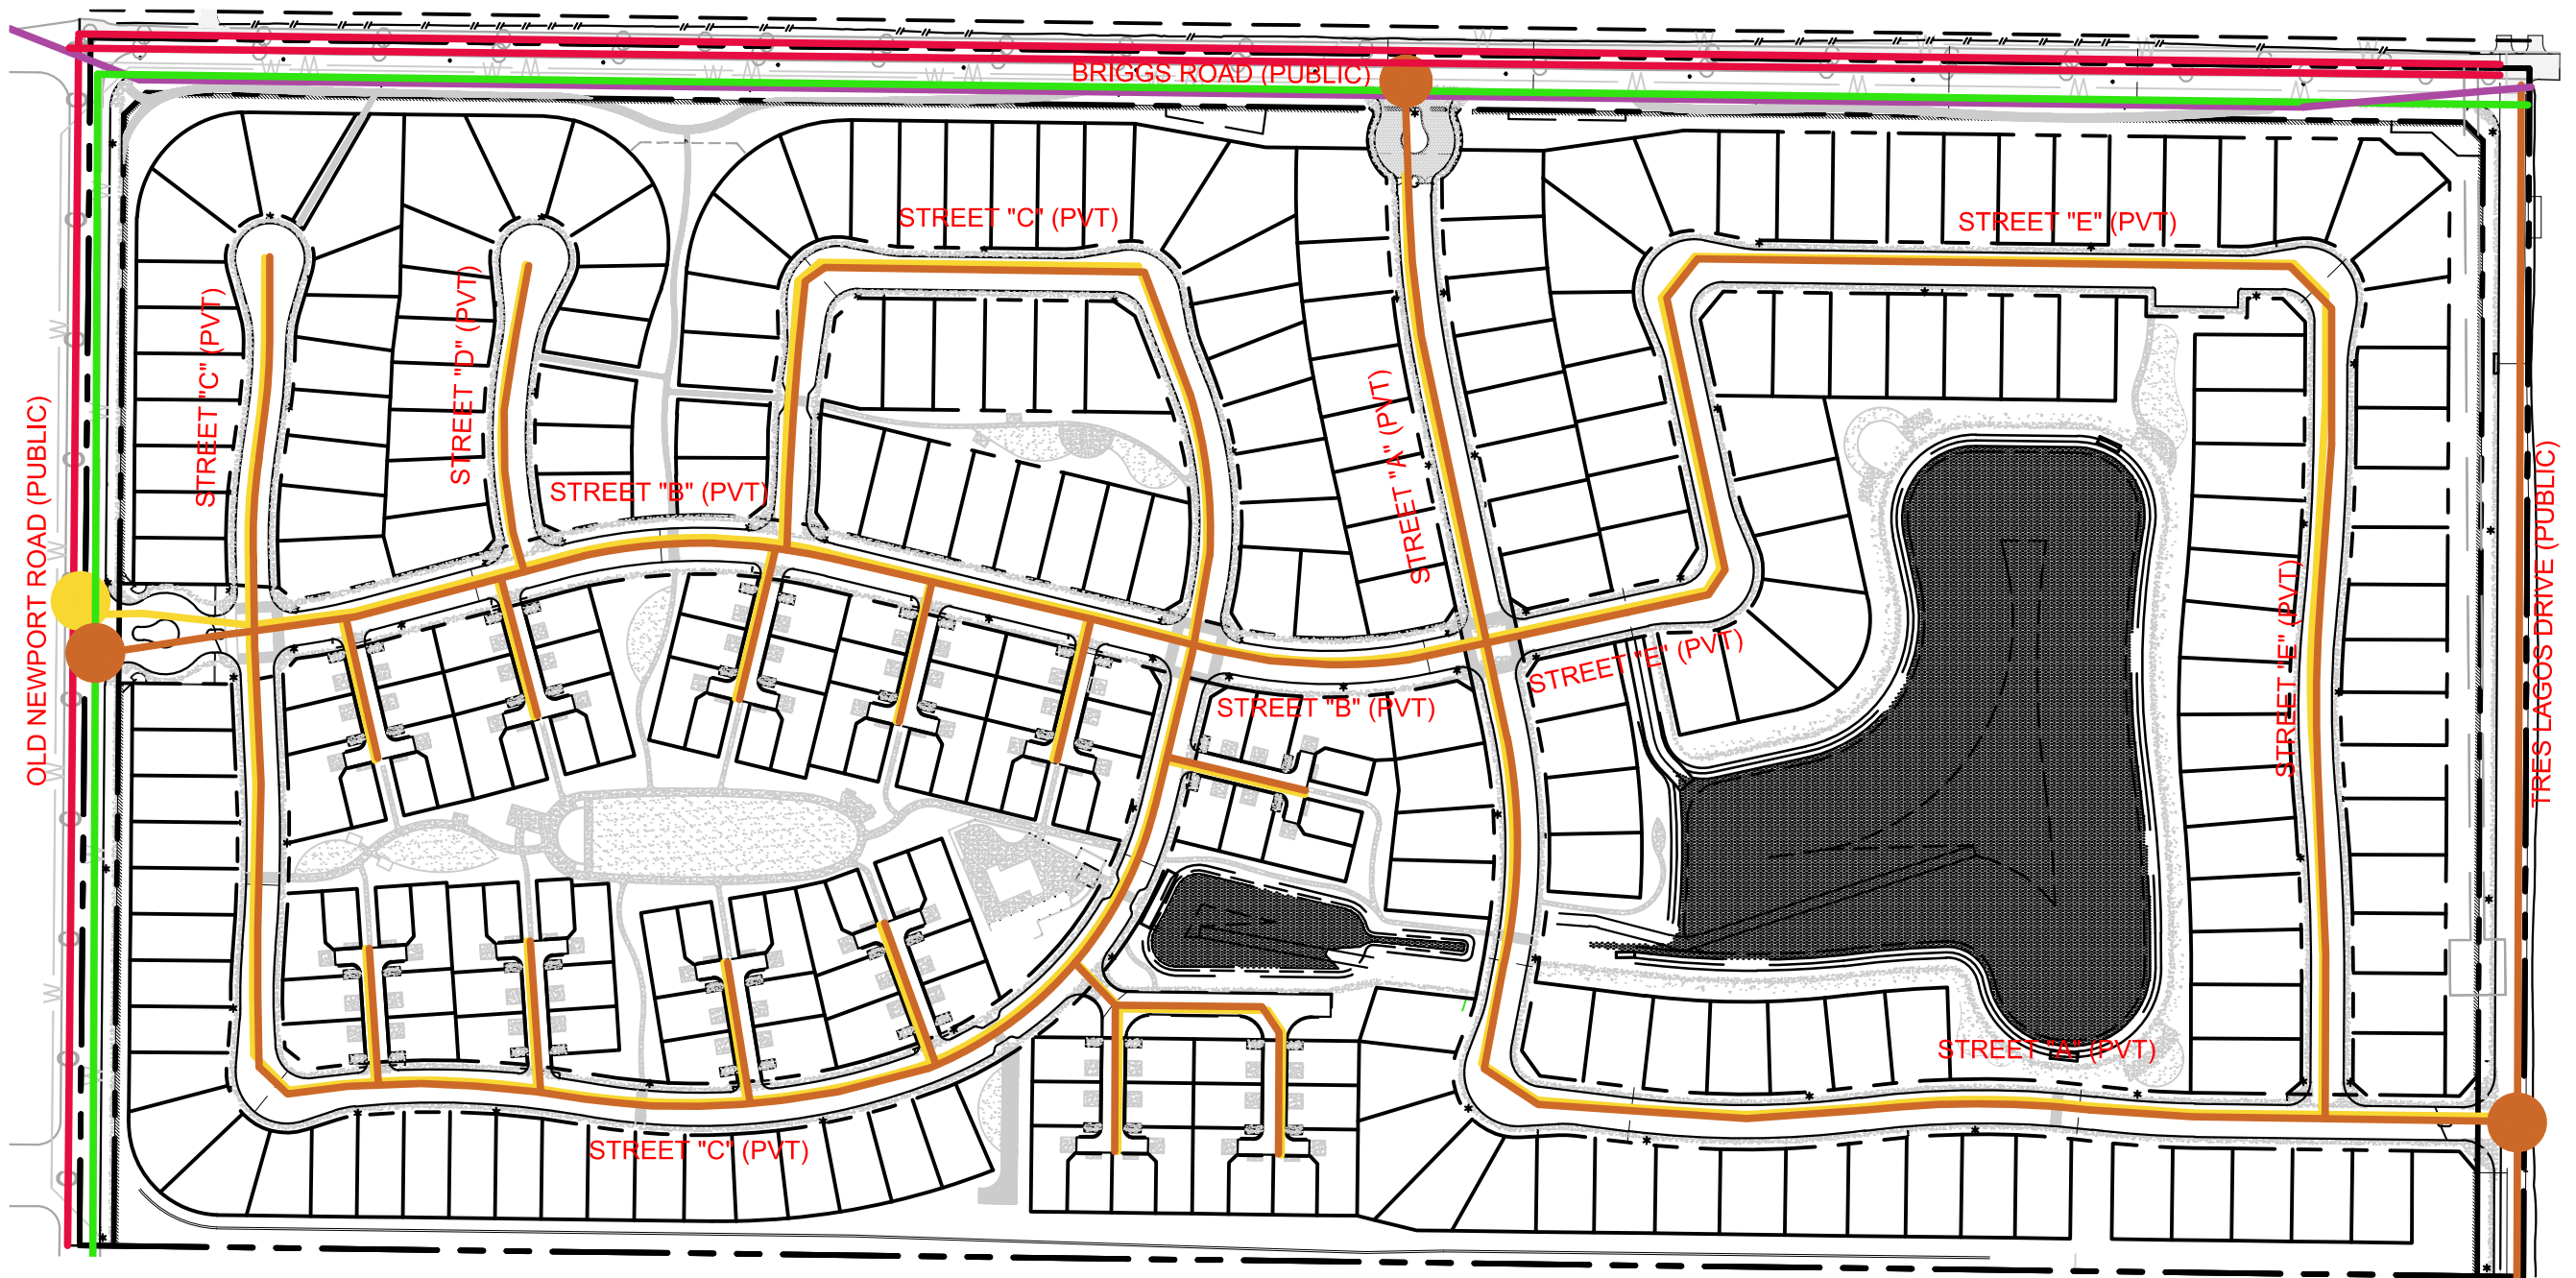 BRIGGS ROAD (PUBLIC)
STREET "C" (PVT)
STREET "E" (PVT)
STREET "C" (PVT)
STREET "D" (PVT)
STREET "A" (PVT)
OLD NEWPORT ROAD (PUBLIC)
STREET "B" (PVT)
TRES LAGOS DRIVE (PUBLIC)
STREET "E" (PVT)
STREET "E" (PVT)
STREET "B" (PVT)
STREET "A" (PVT)
STREET "C" (PVT)